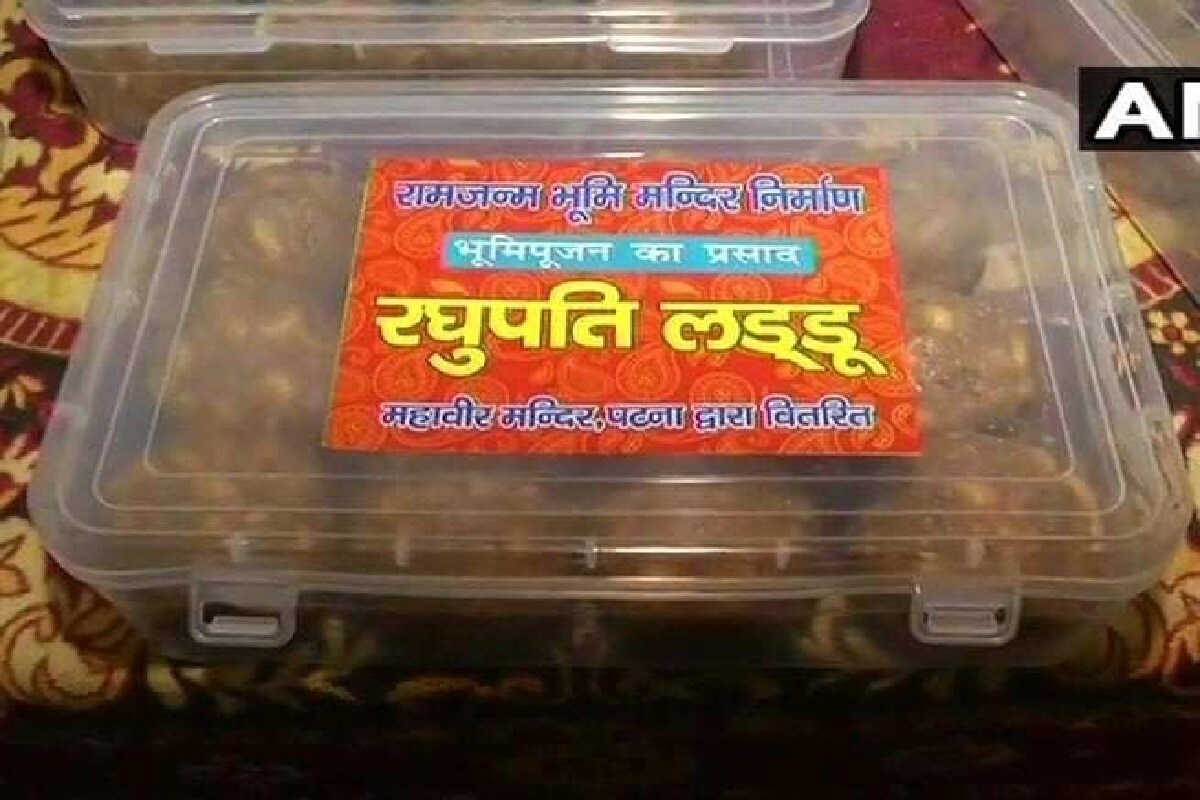 रामजन्म भूमि मन्दिर निर्माण
भूमिपूजन का प्रसाद
रघुपति लड्डू
महावीर मन्दिर, पटना द्वारा वितरित